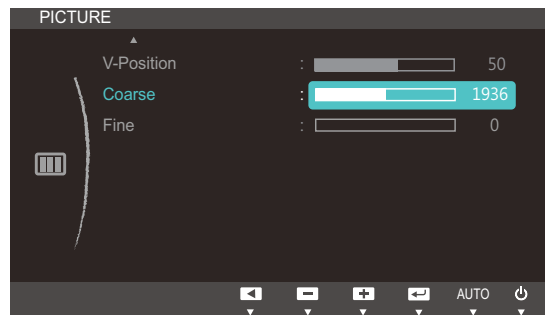 PICTURE
V-Position : 50
Coarse : 1936
Fine : 0
AUTO